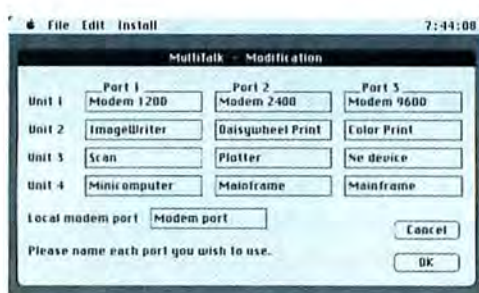 File Edit Install 7:44:08
MultiTalk - Modification
Port 1 Port 2 Port 3
Unit 1 Modem 1200 Modem 2400 Modem 9600
Unit 2 ImageWriter Daisywheel Print Color Print
Unit 3 Scan Plotter No device
Unit 4 Minicomputer Mainframe Mainframe
Local modem port Modem port
Cancel
Please name each port you wish to use.
OK